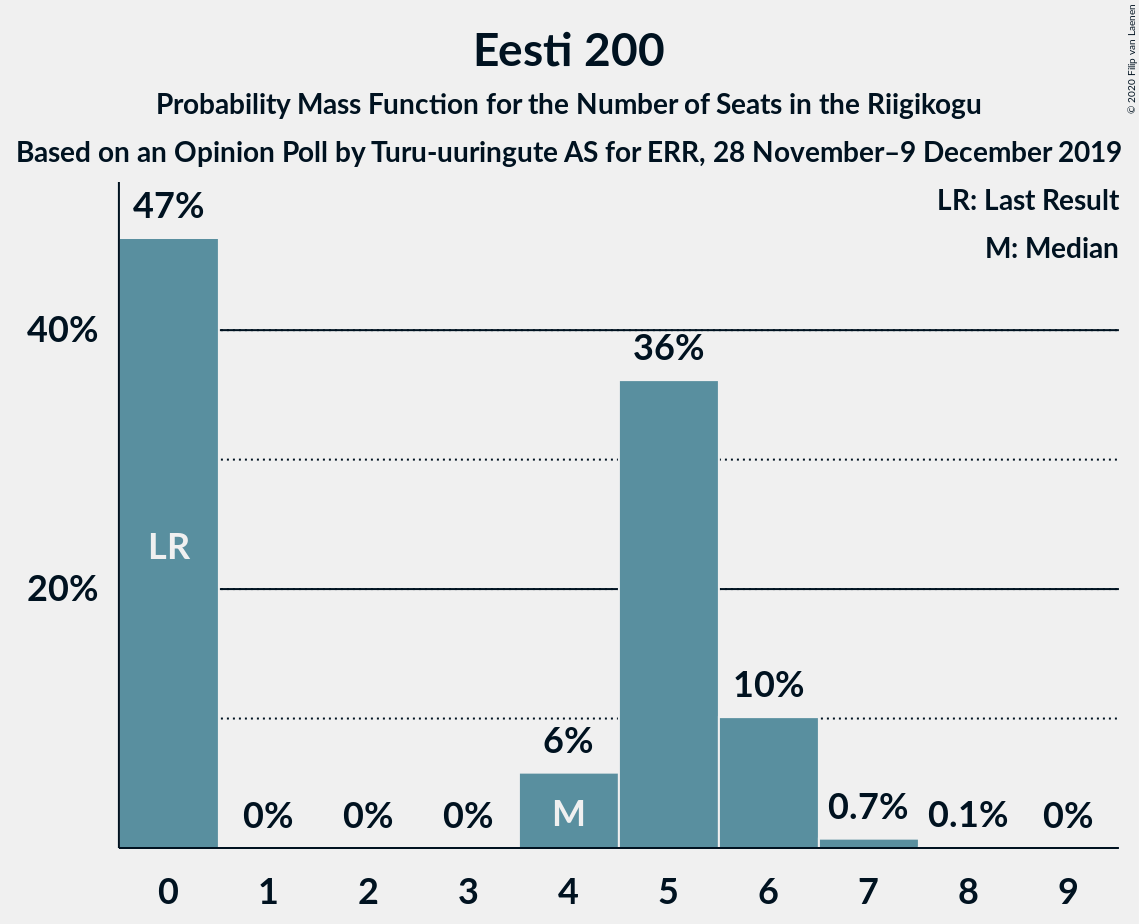 Eesti 200
Probability Mass Function for the Number of Seats in the Riigikogu
Based on an Opinion Poll by Turu-uuringute AS for ERR, 28 November–9 December 2019
© 2020 Filip van Laenen
LR: Last Result
M: Median
47%
40%
36%
LR
20%
10%
6%
M
0%
0%
0%
0.7%
0.1%
0%
0
1
2
3
4
5
6
7
8
9